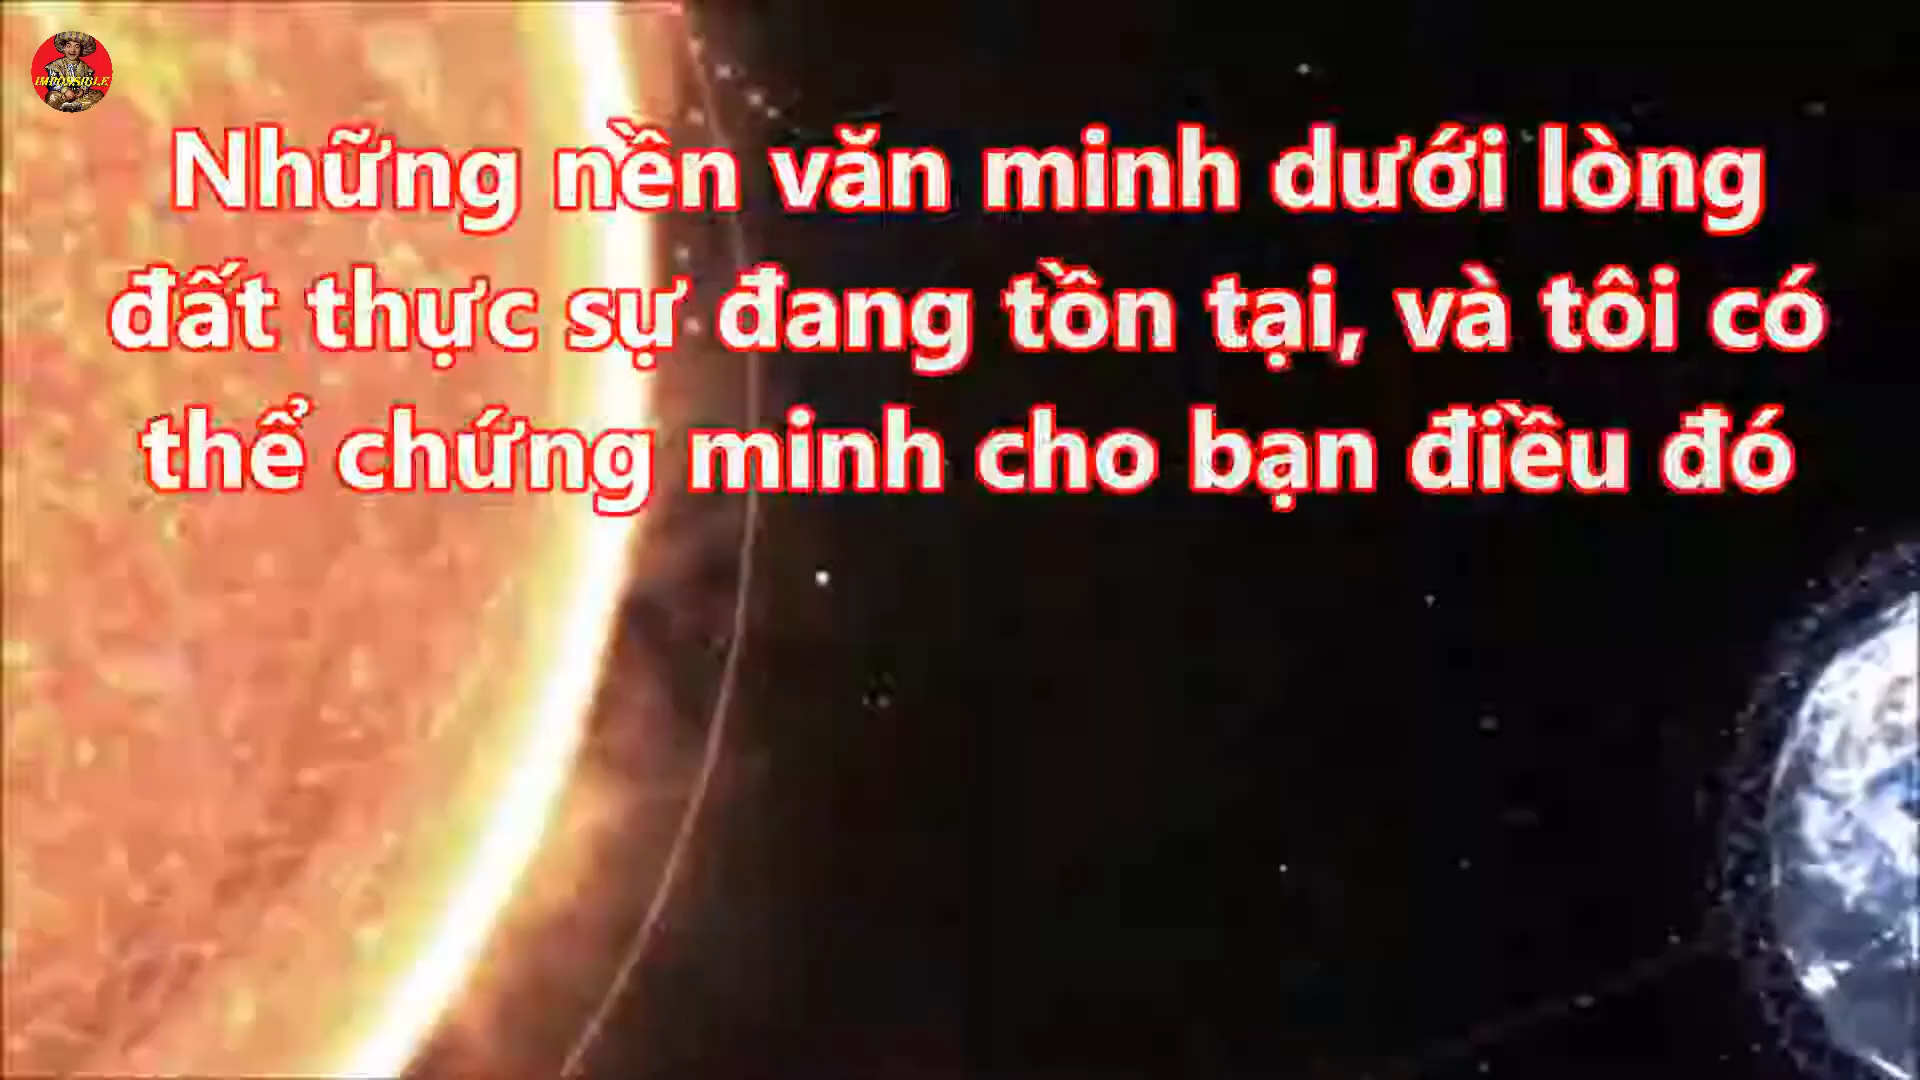 IMPOSSIBLE
Những nền văn minh dưới lòng
đất thực sự đang tồn tại, và tôi có
thể chứng minh cho bạn điều đó